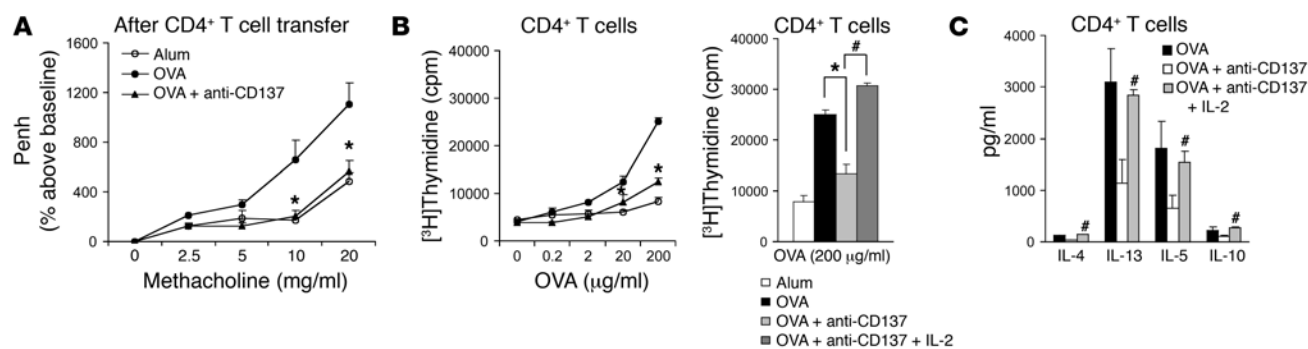 A
After CD4+ T cell transfer
Penh
(% above baseline)
1600
1200
800
400
0
Alum
OVA
OVA + anti-CD137
*
*
0 2.5 5 10 20
Methacholine (mg/ml)
B
CD4+ T cells
[3H]Thymidine (cpm)
40000
30000
20000
10000
0
*
*
0 0.2 2 20 200
OVA (μg/ml)
CD4+ T cells
[3H]Thymidine (cpm)
40000
30000
20000
10000
0
#
*
OVA (200 μg/ml)
Alum
OVA
OVA + anti-CD137
OVA + anti-CD137 + IL-2
C
CD4+ T cells
pg/ml
4000
3000
2000
1000
0
OVA
OVA + anti-CD137
OVA + anti-CD137
+ IL-2
# # # #
IL-4 IL-13 IL-5 IL-10